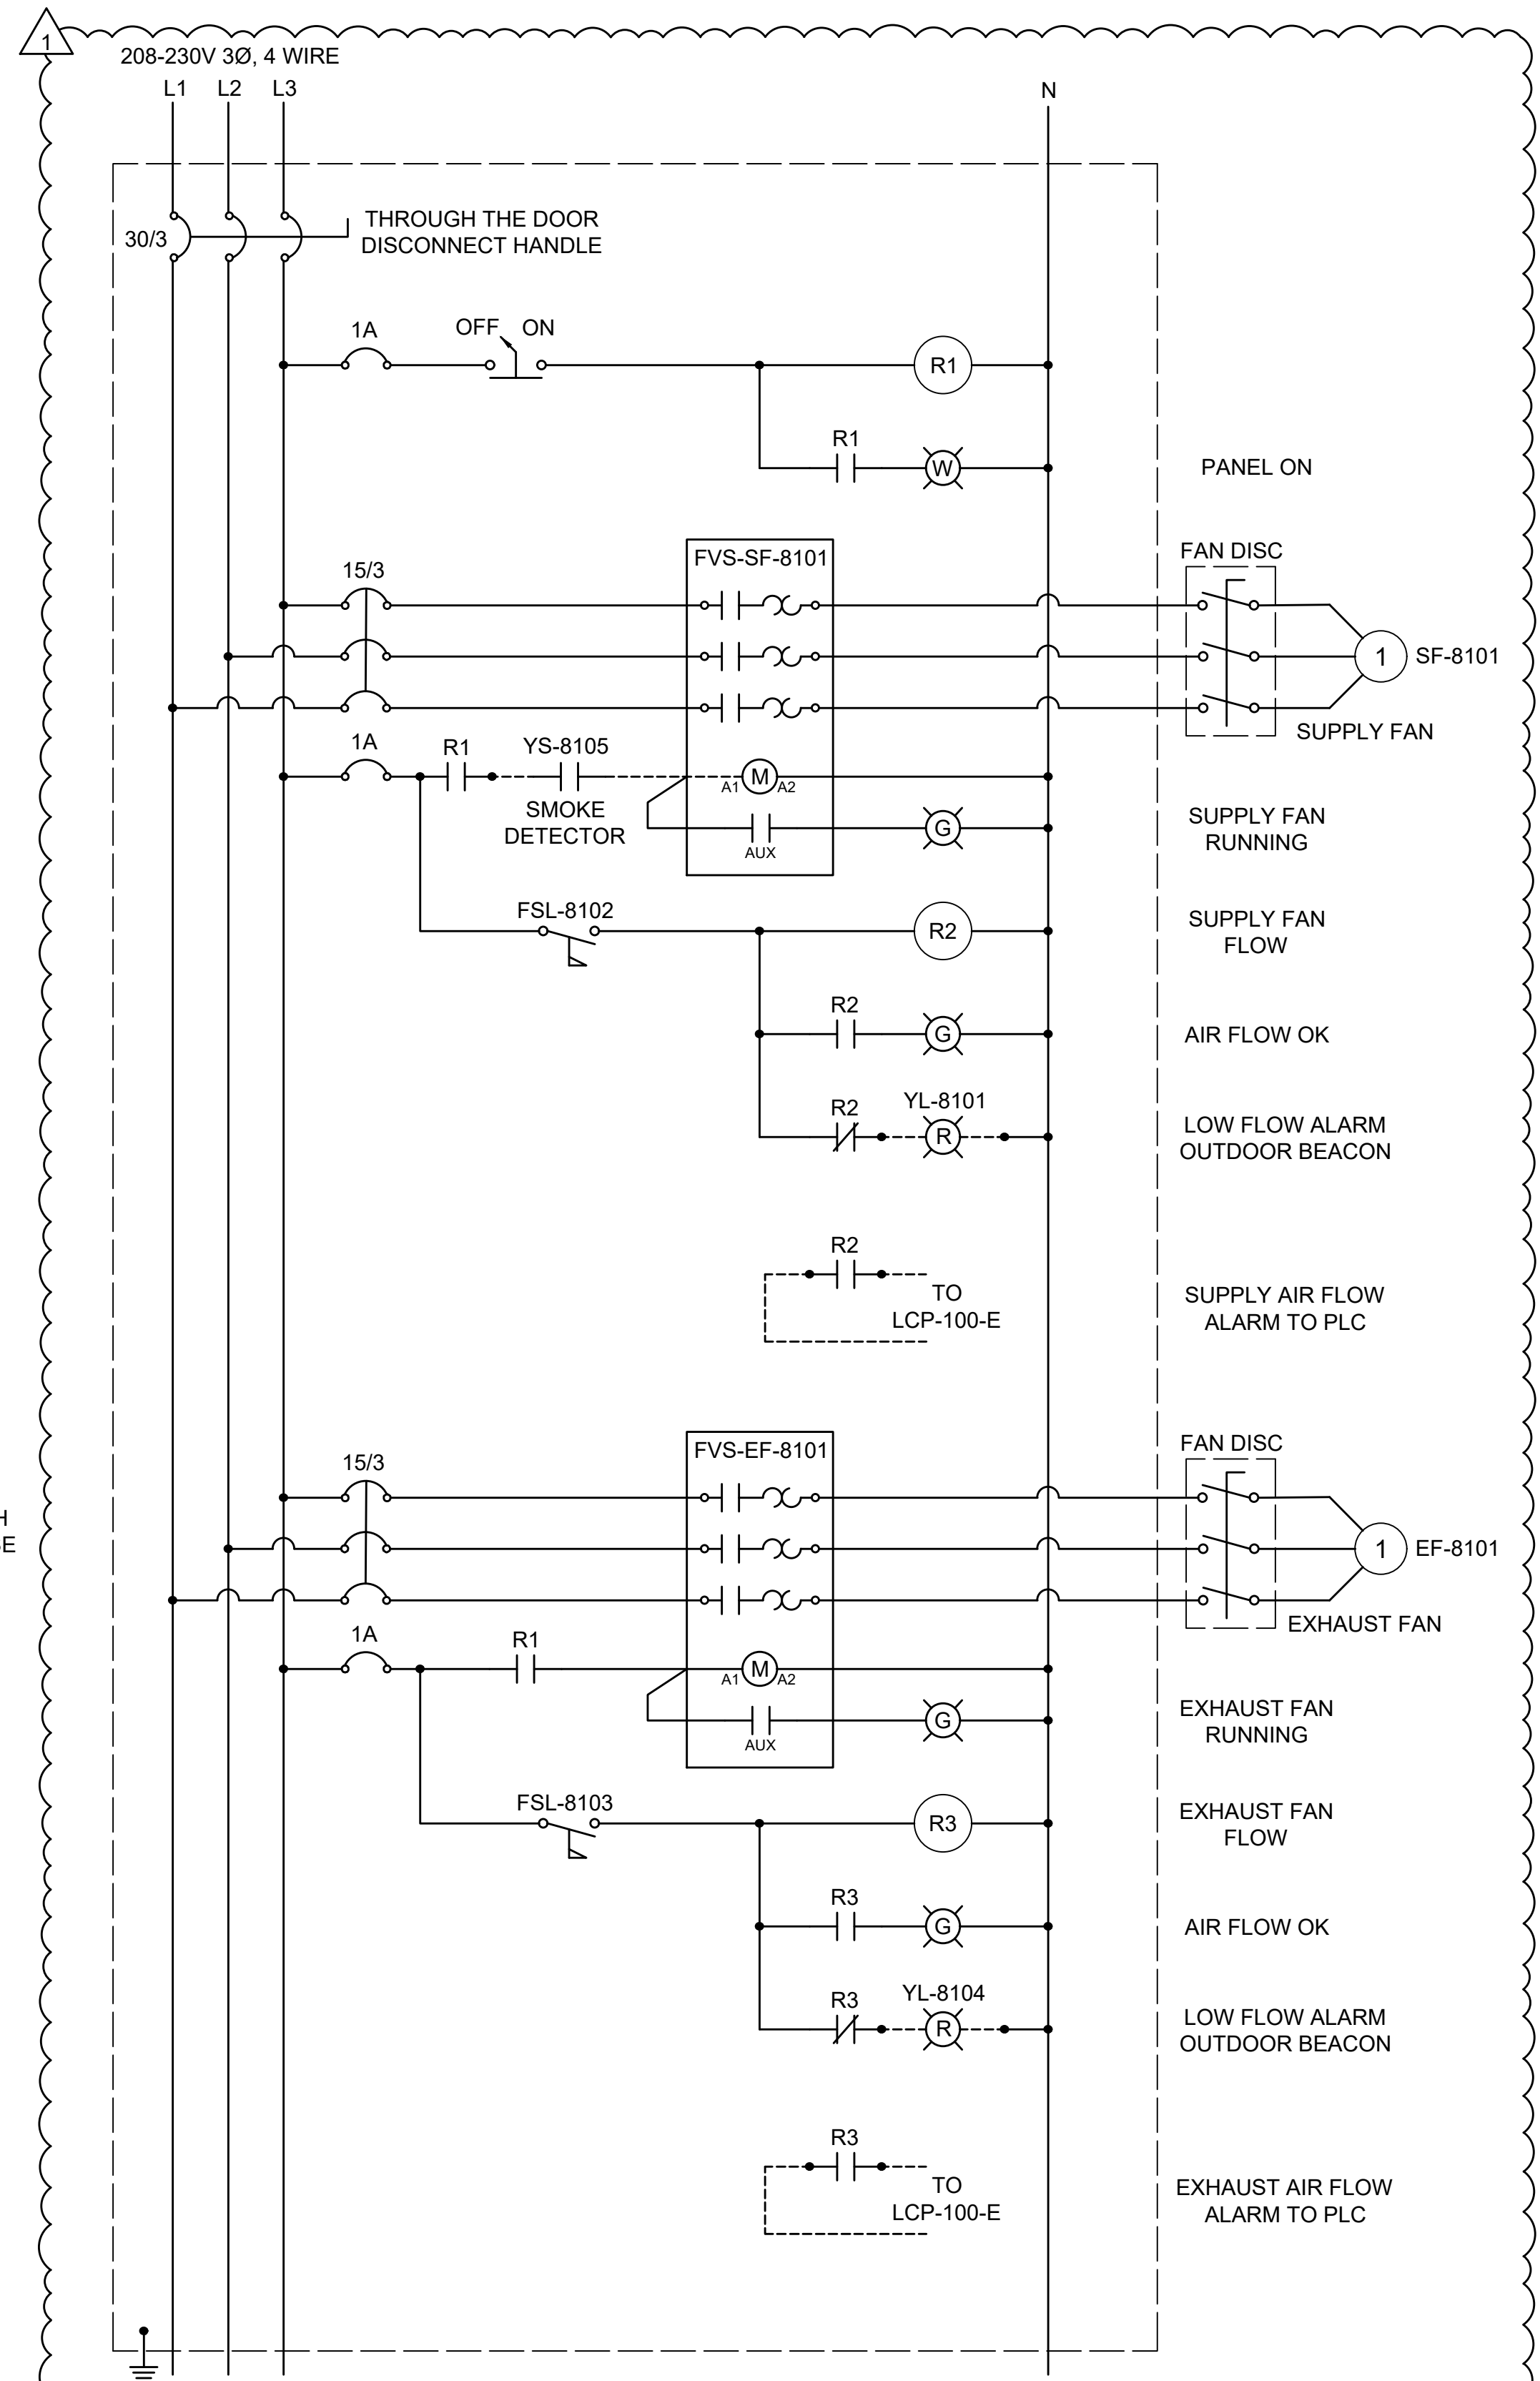 1
208-230V 3Ø, 4 WIRE
L1 L2 L3 N
30/3
THROUGH THE DOOR
DISCONNECT HANDLE
1A OFF ON
R1
R1
W PANEL ON
FVS-SF-8101
FAN DISC
15/3
1 SF-8101
SUPPLY FAN
1A R1 YS-8105
A1 M A2
SMOKE
DETECTOR
G
AUX
SUPPLY FAN
RUNNING
FSL-8102
R2
SUPPLY FAN
FLOW
R2
G AIR FLOW OK
R2 YL-8101
R
LOW FLOW ALARM
OUTDOOR BEACON
R2
TO
LCP-100-E
SUPPLY AIR FLOW
ALARM TO PLC
FVS-EF-8101
FAN DISC
15/3
H
E
1 EF-8101
EXHAUST FAN
1A R1
A1 M A2
G
AUX
EXHAUST FAN
RUNNING
FSL-8103
R3
EXHAUST FAN
FLOW
R3
G AIR FLOW OK
R3 YL-8104
R
LOW FLOW ALARM
OUTDOOR BEACON
R3
TO
LCP-100-E
EXHAUST AIR FLOW
ALARM TO PLC